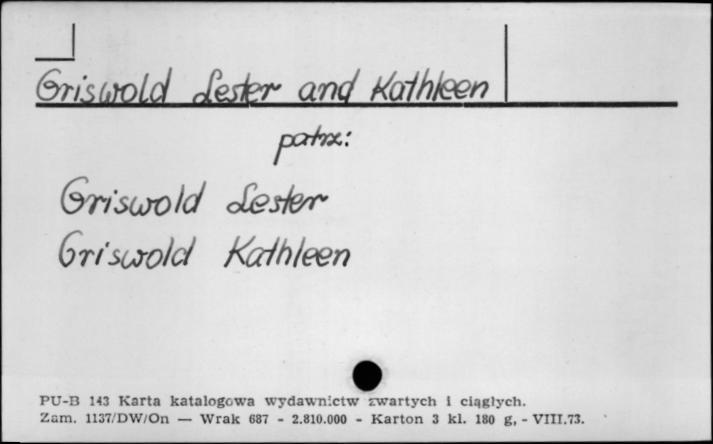 Griswold Lester and Kathleen
patrz:
Griswold Lester
Griswold Kathleen
PU-B 143 Karta katalogowa wydawnictw zwartych i ciągłych.
Zam. 1137/DW/On — Wrak 687 - 2.810.000 - Karton 3 kl. 180 g, - VIII.73.